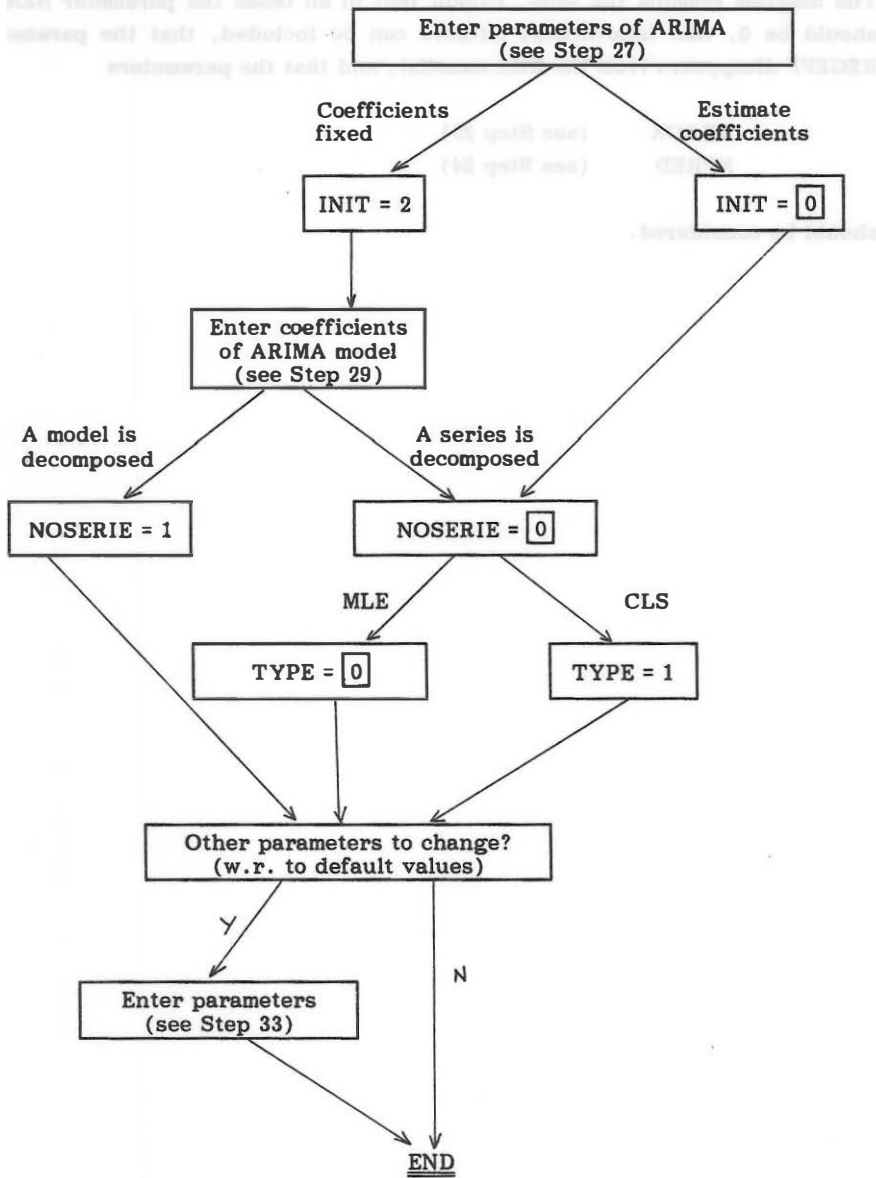 Enter parameters of ARIMA
(see Step 27)
Coefficients
fixed
Estimate
coefficients
INIT = 2
INIT = 0
Enter coefficients
of ARIMA model
(see Step 29)
A model is
decomposed
A series is
decomposed
NOSERIE = 1
NOSERIE = 0
MLE
CLS
TYPE = 0
TYPE = 1
Other parameters to change?
(w.r. to default values)
Y
N
Enter parameters
(see Step 33)
END